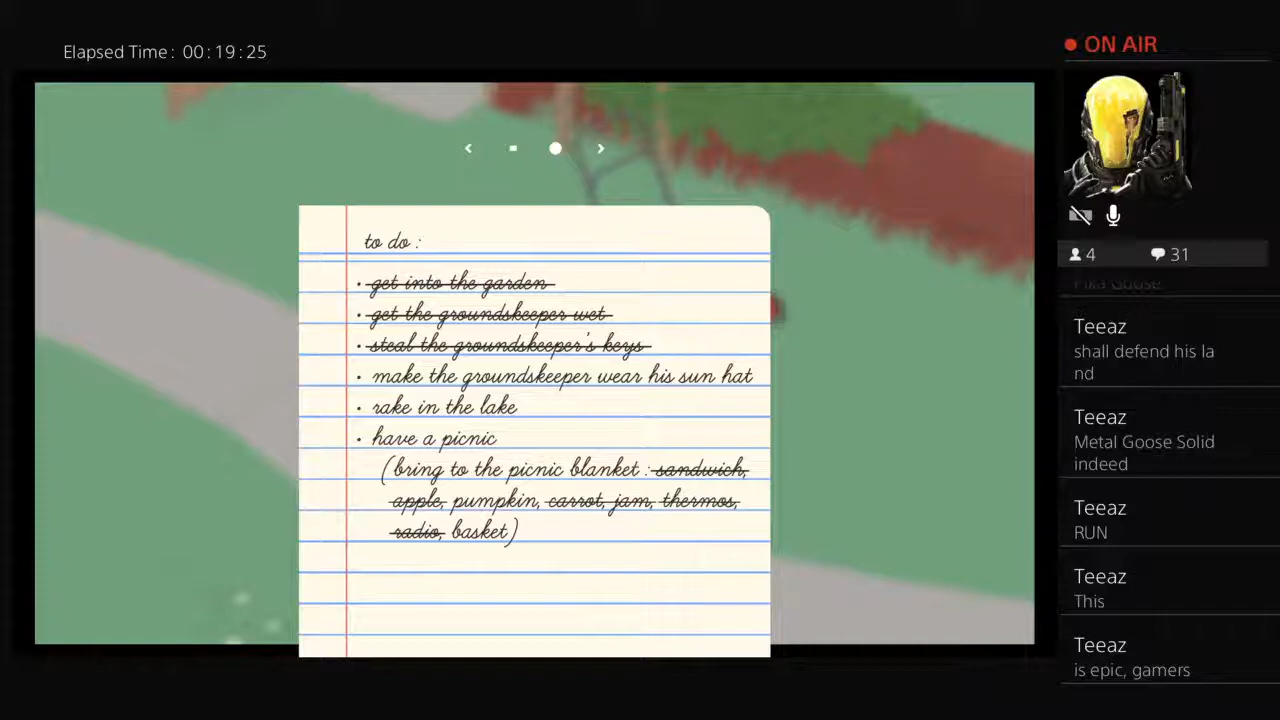 Elapsed Time: 00:19:25
ON AIR
to do :
• get into the garden
• get the groundskeeper wet
• steal the groundskeeper's keys
• make the groundskeeper wear his sun hat
• rake in the lake
• have a picnic
(bring to the picnic blanket : sandwich,
apple, pumpkin, carrot, jam, thermos,
radio, basket)
4
31
Pika Goose
Teeaz
shall defend his la
nd
Teeaz
Metal Goose Solid
indeed
Teeaz
RUN
Teeaz
This
Teeaz
is epic, gamers